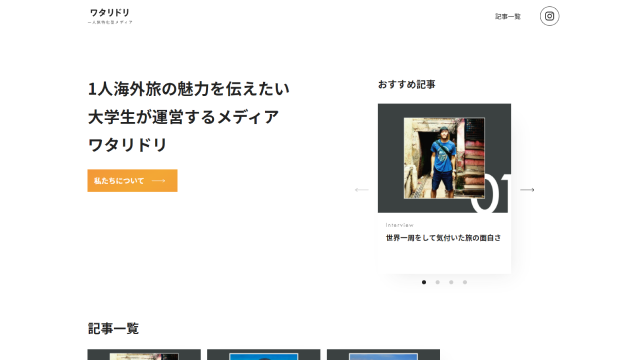 ワタリドリ
一人旅特化型メディア
記事一覧
1人海外旅の魅力を伝えたい
大学生が運営するメディア
ワタリドリ
私たちについて
おすすめ記事
01
Interview
世界一周をして気付いた旅の面白さ
記事一覧